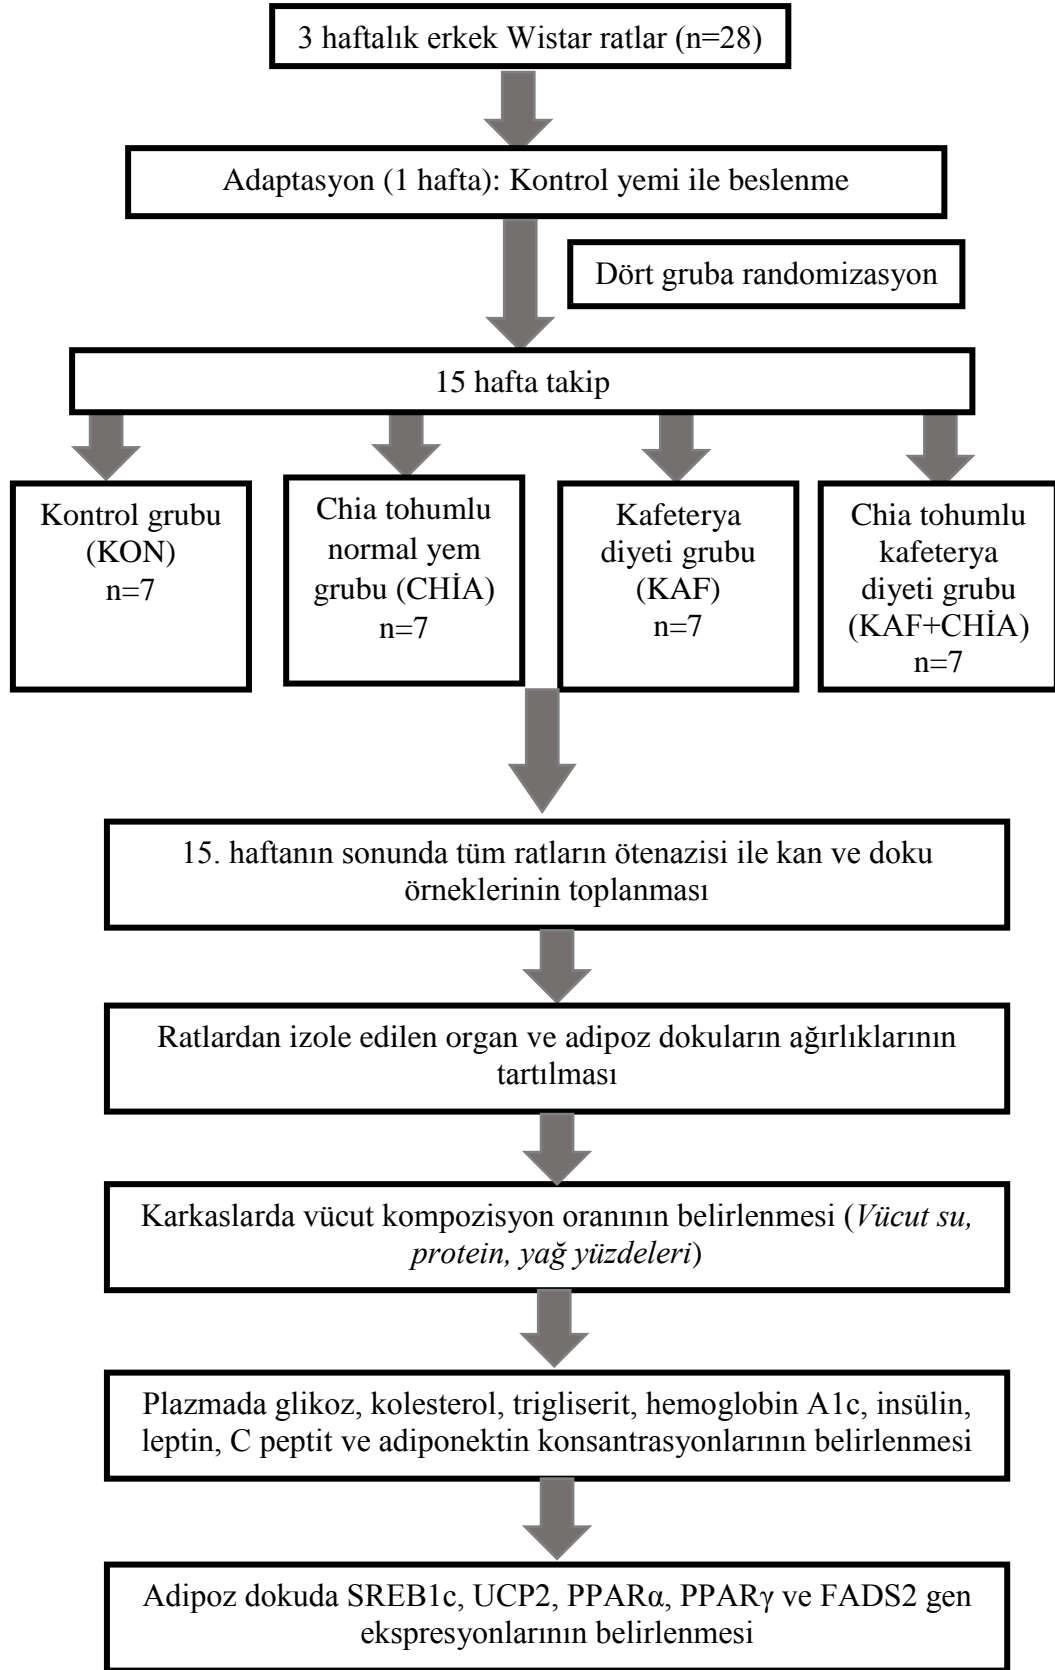 3 haftalık erkek Wistar ratlar (n=28)
Adaptasyon (1 hafta): Kontrol yemi ile beslenme
Dört gruba randomizasyon
15 hafta takip
Kontrol grubu
(KON)
n=7
Chia tohumlu
normal yem
grubu (CHİA)
n=7
Kafeterya
diyeti grubu
(KAF)
n=7
Chia tohumlu
kafeterya
diyeti grubu
(KAF+CHİA)
n=7
15. haftanın sonunda tüm ratların ötenazisi ile kan ve doku
örneklerinin toplanması
Ratlardan izole edilen organ ve adipoz dokuların ağırlıklarının
tartılması
Karkaslarda vücut kompozisyon oranının belirlenmesi (Vücut su,
protein, yağ yüzdeleri)
Plazmada glikoz, kolesterol, trigliserit, hemoglobin A1c, insülin,
leptin, C peptit ve adiponektin konsantrasyonlarının belirlenmesi
Adipoz dokuda SREB1c, UCP2, PPARα, PPARγ ve FADS2 gen
ekspresyonlarının belirlenmesi